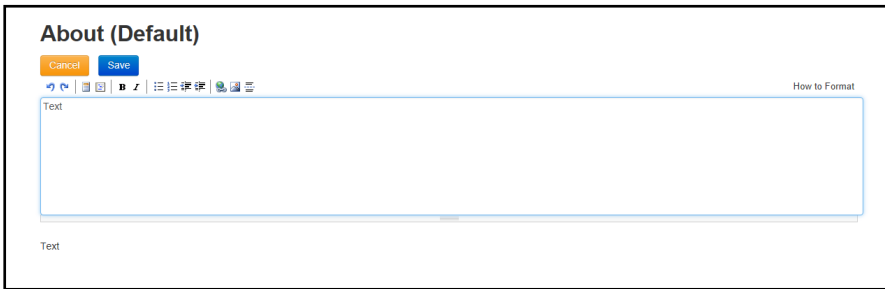 About (Default)
Cancel Save
B I How to Format
Text
Text